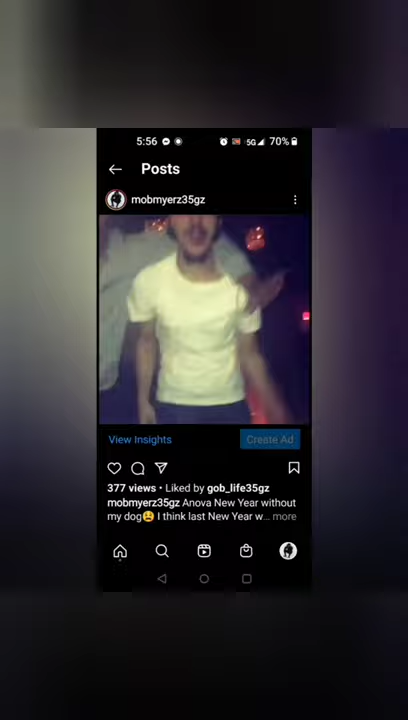 5:56 5G 70%
Posts
mobmyerz35gz
View Insights Create Ad
377 views • Liked by gob_life35gz
mobmyerz35gz Anova New Year without
my dog😫 I think last New Year w... more